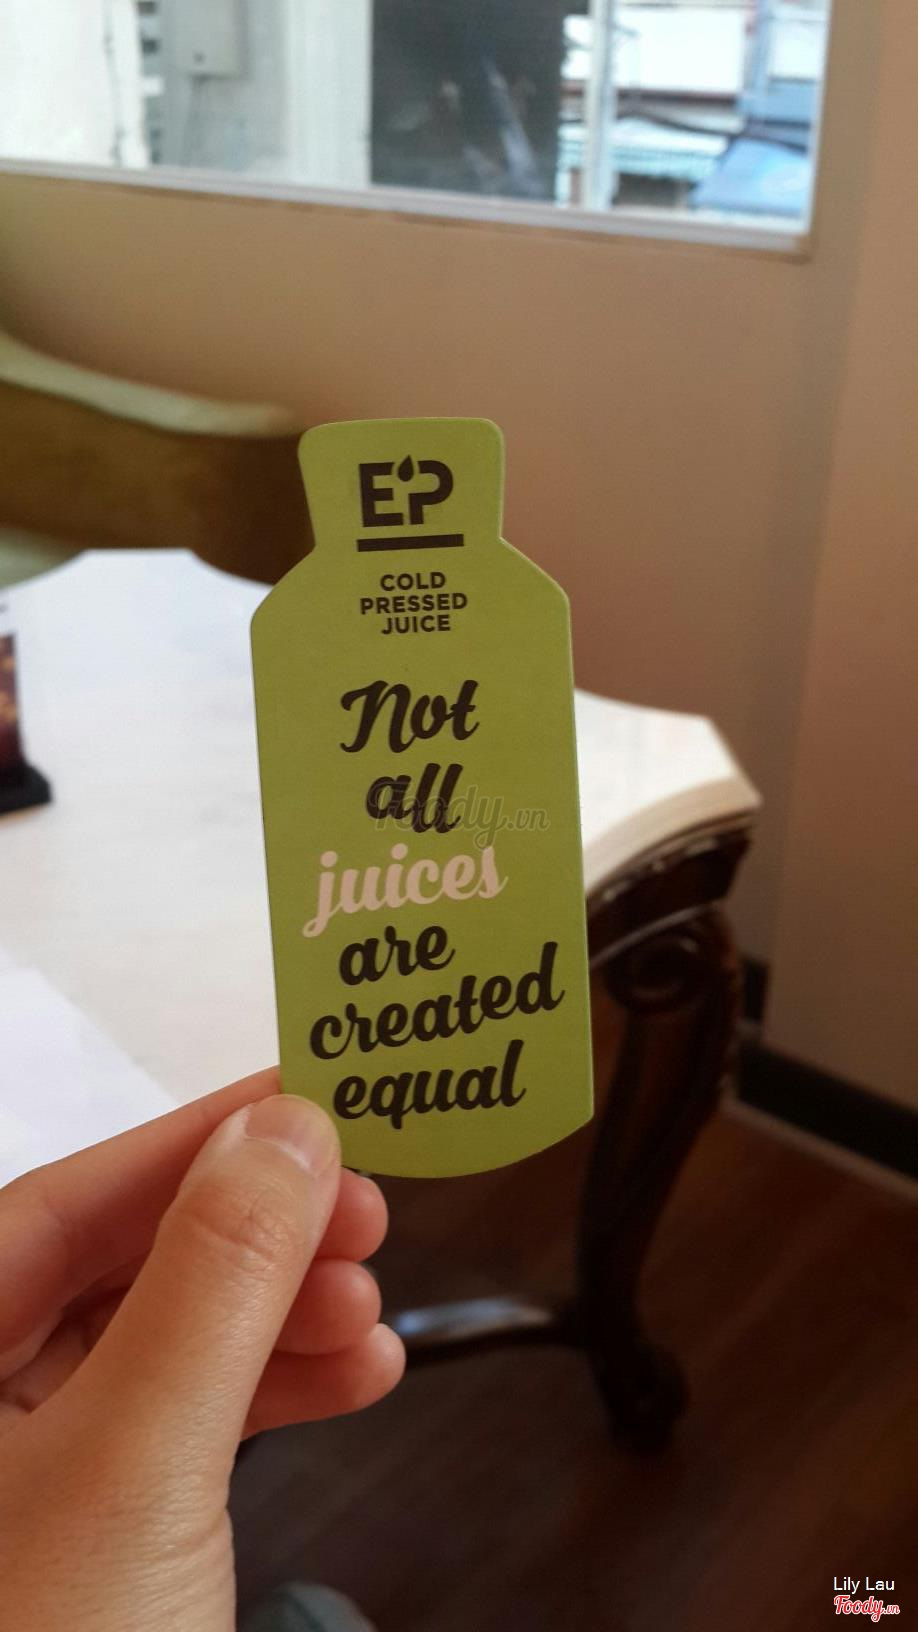 EP
COLD
PRESSED
JUICE
Not
all
juices
are
created
equal
Foody.vn
Lily Lau
Foody.vn